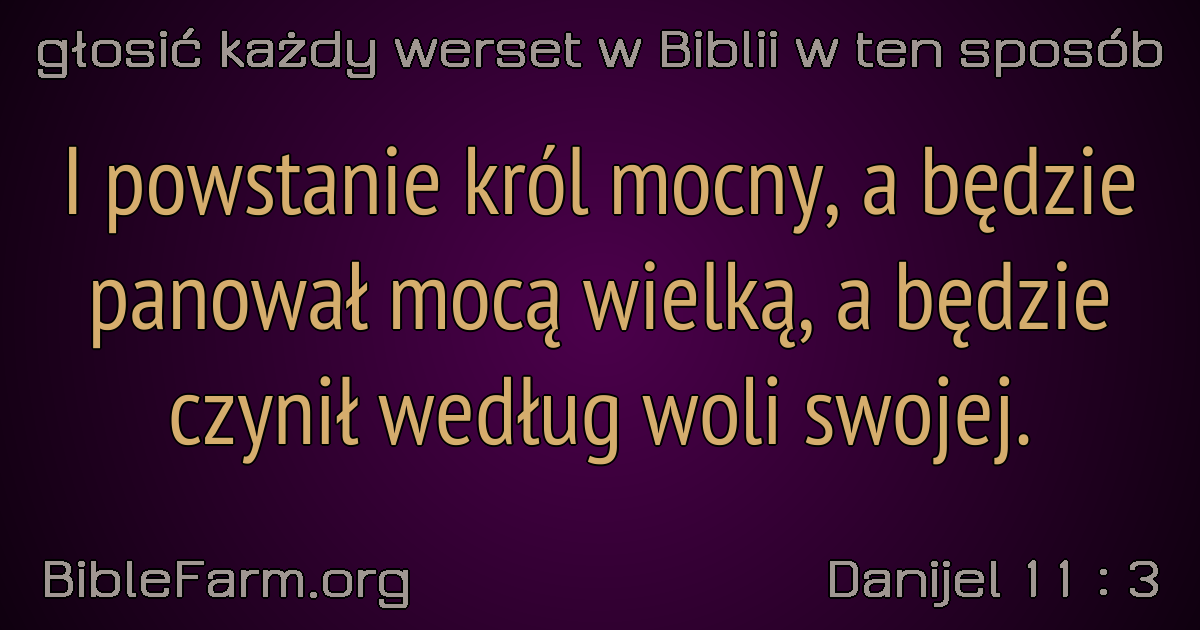 głosić każdy werset w Biblii w ten sposób
I powstanie król mocny, a będzie
panował mocą wielką, a będzie
czynił według woli swojej.
BibleFarm.org
Danijel 11 : 3